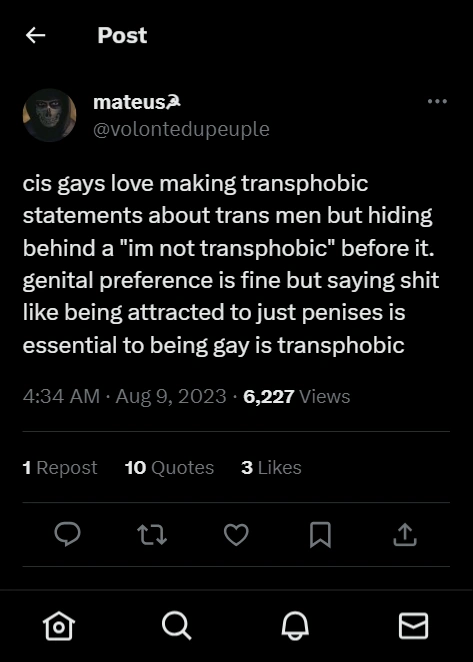 Post
mateus☭
@volontedupeuple
cis gays love making transphobic
statements about trans men but hiding
behind a "im not transphobic" before it.
genital preference is fine but saying shit
like being attracted to just penises is
essential to being gay is transphobic
4:34 AM · Aug 9, 2023 · 6,227 Views
1 Repost 10 Quotes 3 Likes